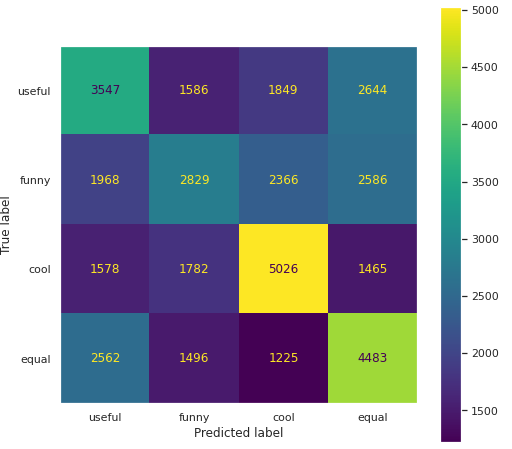 5000
useful 3547 1586 1849 2644
4500
4000
funny 1968 2829 2366 2586
3500
True label
3000
cool 1578 1782 5026 1465
2500
2000
equal 2562 1496 1225 4483
1500
useful funny cool equal
Predicted label